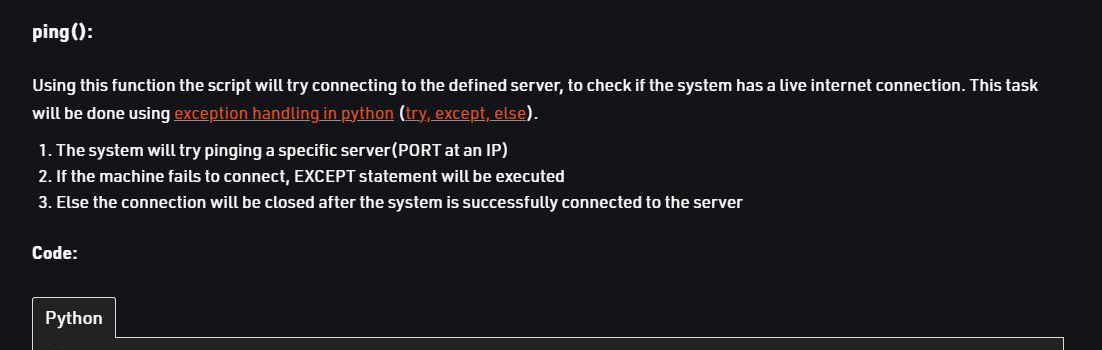 ping():
Using this function the script will try connecting to the defined server, to check if the system has a live internet connection. This task
will be done using exception handling in python (try, except, else).
1. The system will try pinging a specific server(PORT at an IP)
2. If the machine fails to connect, EXCEPT statement will be executed
3. Else the connection will be closed after the system is successfully connected to the server
Code:
Python